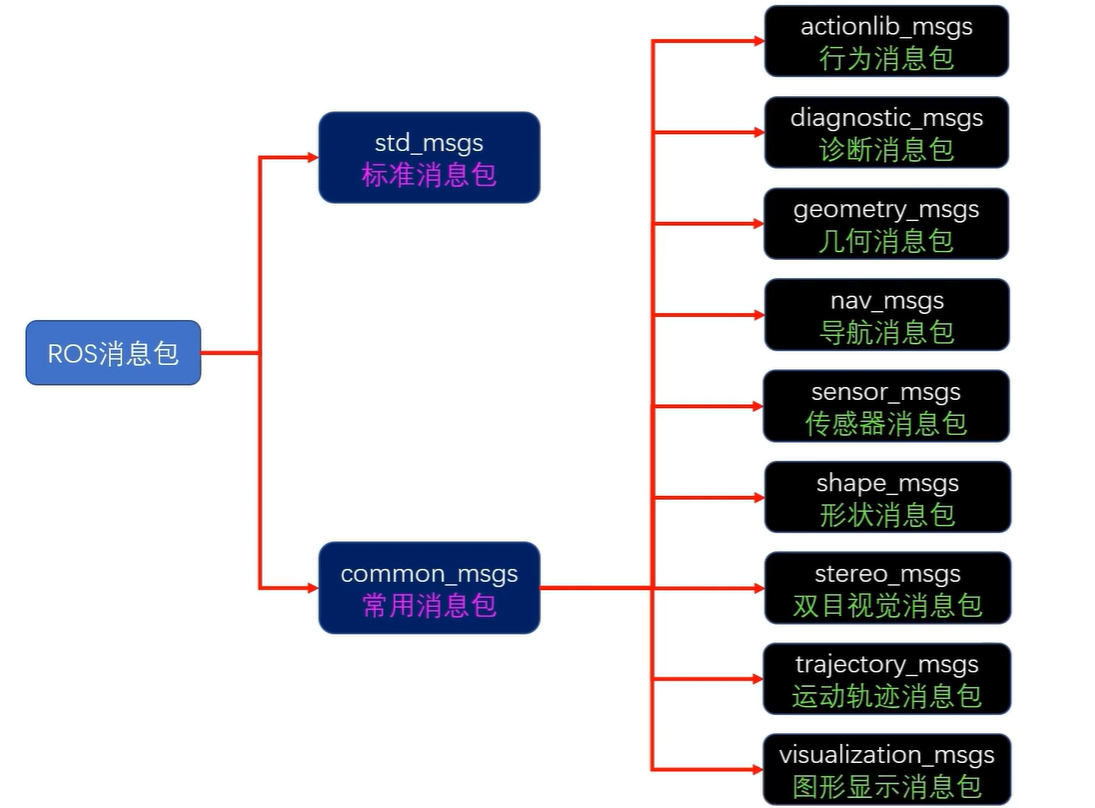 ROS消息包
std_msgs
标准消息包
common_msgs
常用消息包
actionlib_msgs
行为消息包
diagnostic_msgs
诊断消息包
geometry_msgs
几何消息包
nav_msgs
导航消息包
sensor_msgs
传感器消息包
shape_msgs
形状消息包
stereo_msgs
双目视觉消息包
trajectory_msgs
运动轨迹消息包
visualization_msgs
图形显示消息包